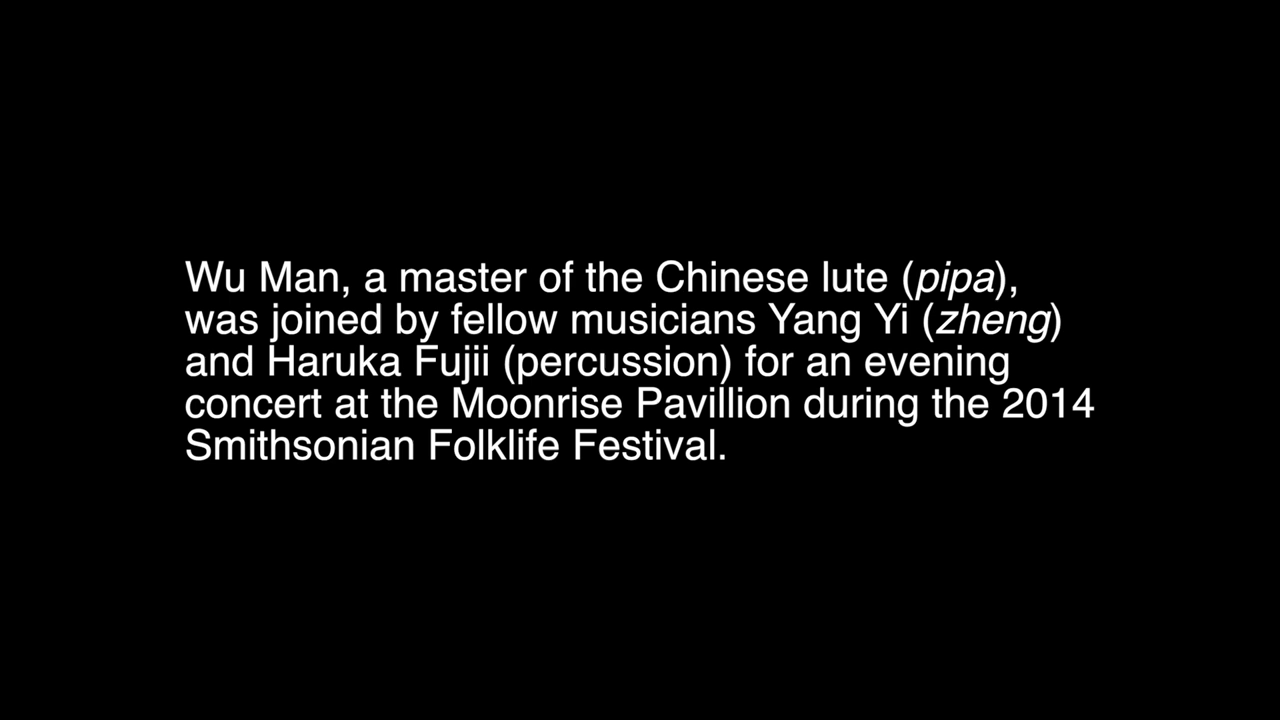 Wu Man, a master of the Chinese lute (pipa),
was joined by fellow musicians Yang Yi (zheng)
and Haruka Fujii (percussion) for an evening
concert at the Moonrise Pavillion during the 2014
Smithsonian Folklife Festival.